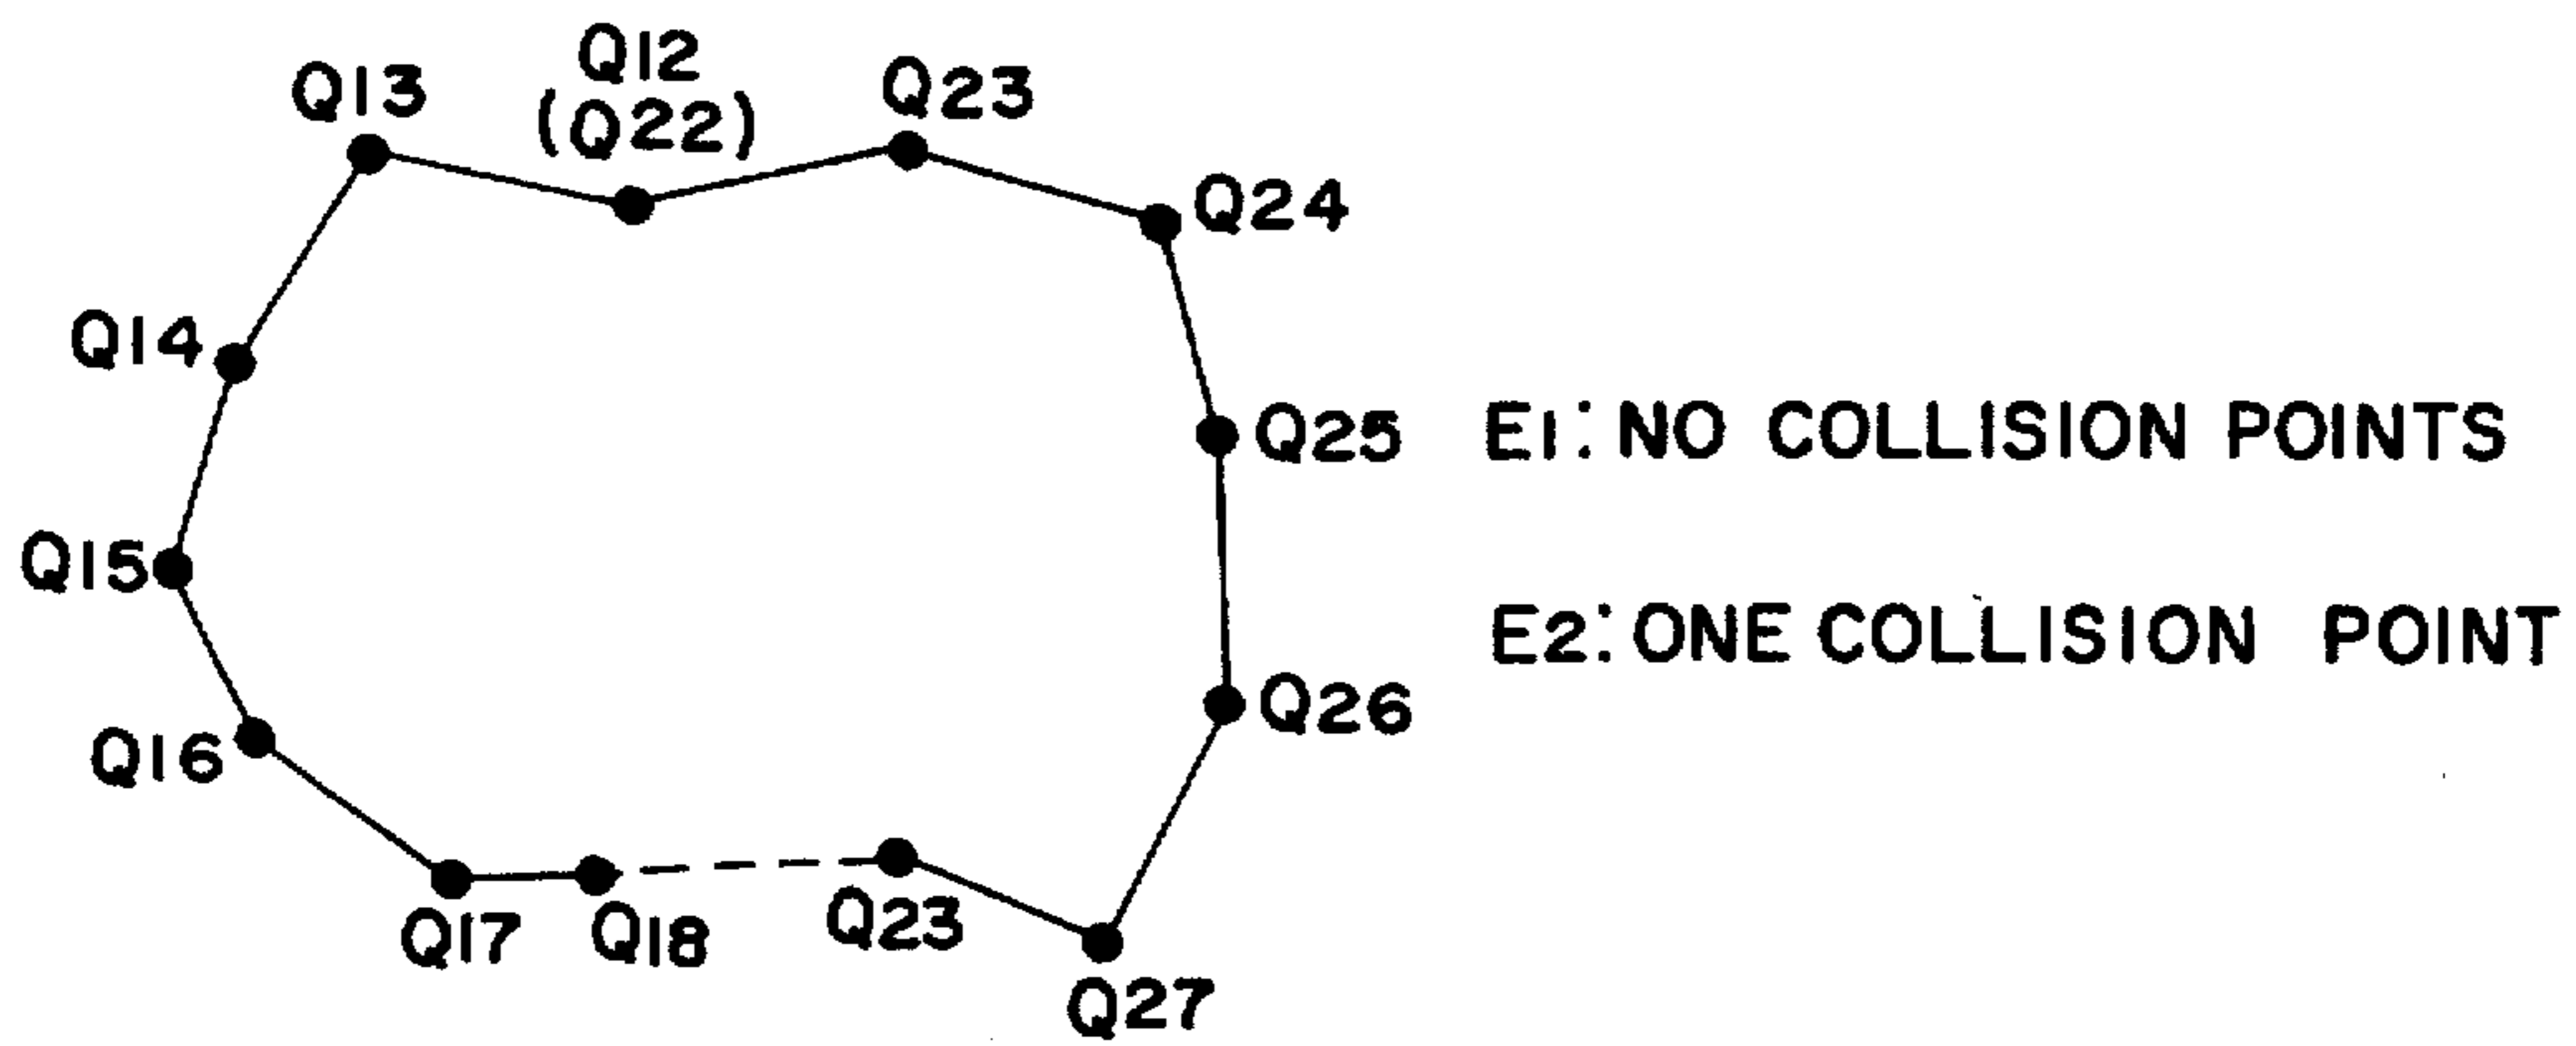 Q12
Q13
(Q22)
Q23
Q24
Q14
Q25
E1: NO COLLISION POINTS
Q15
E2: ONE COLLISION POINT
Q26
Q16
Q17
Q18
Q23
Q27